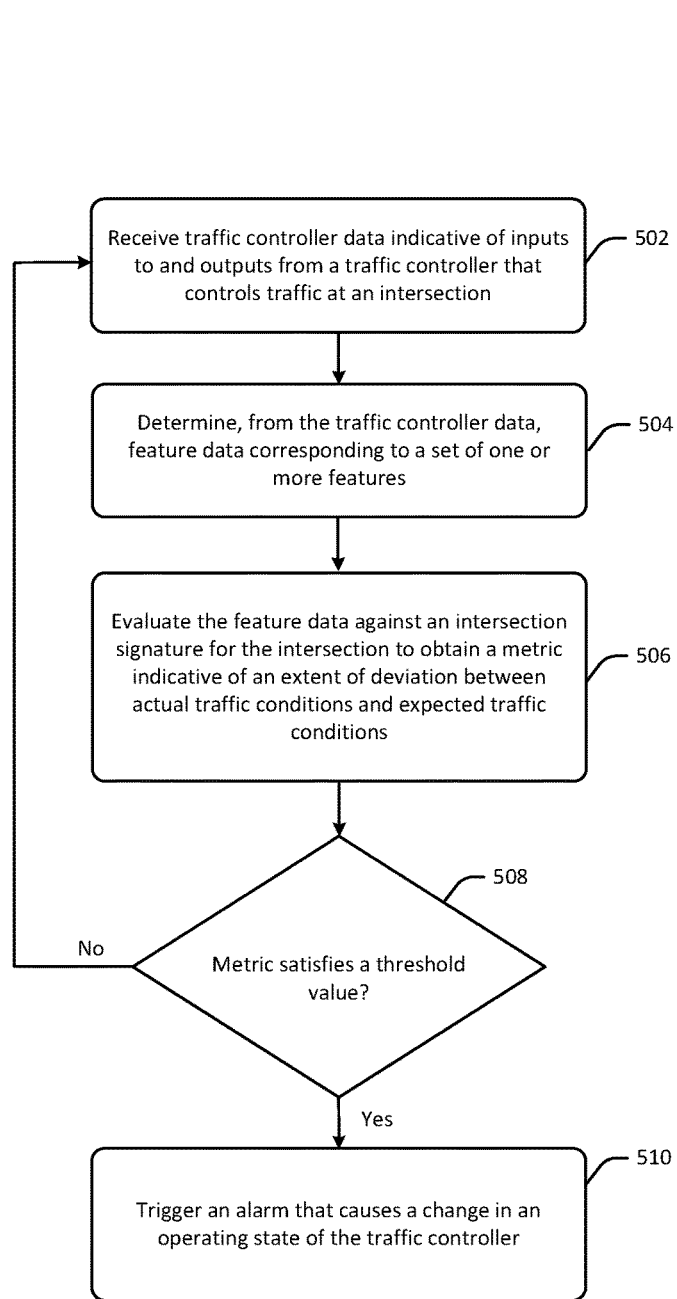 Receive traffic controller data indicative of inputs
to and outputs from a traffic controller that
controls traffic at an intersection
502
Determine, from the traffic controller data,
feature data corresponding to a set of one or
more features
504
Evaluate the feature data against an intersection
signature for the intersection to obtain a metric
indicative of an extent of deviation between
actual traffic conditions and expected traffic
conditions
506
508
Metric satisfies a threshold
value?
No
Yes
510
Trigger an alarm that causes a change in an
operating state of the traffic controller